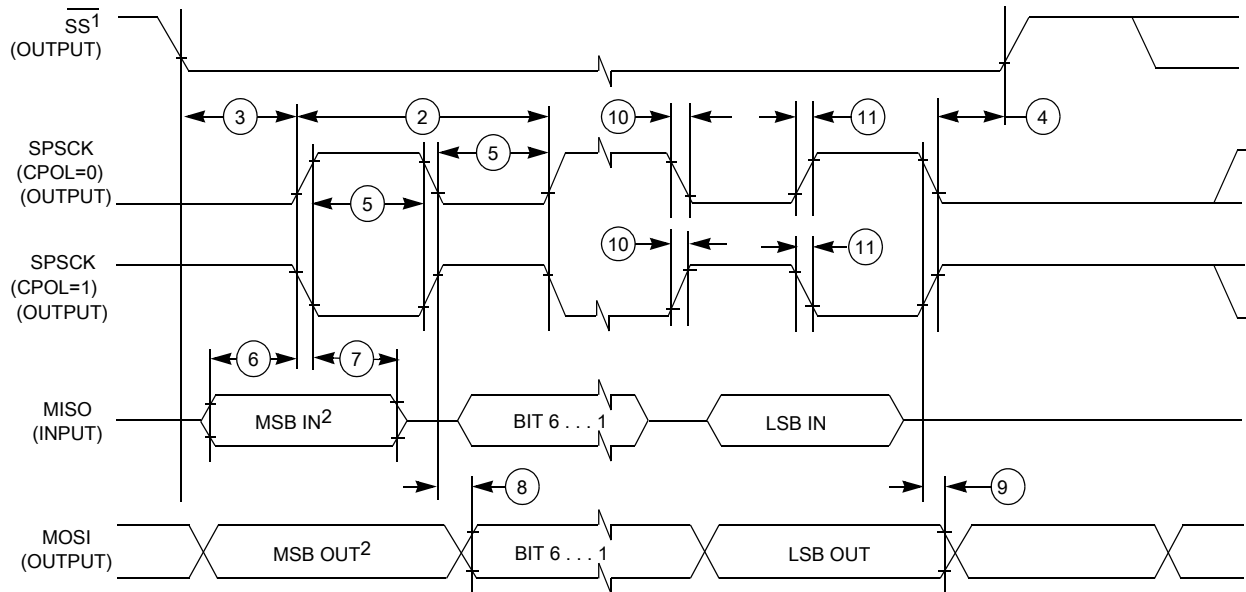 SS¹
(OUTPUT)
3
2
10
11
4
SPSCK
(CPOL=0)
(OUTPUT)
5
5
10
11
SPSCK
(CPOL=1)
(OUTPUT)
6
7
MISO
(INPUT)
MSB IN²
BIT 6 . . . 1
LSB IN
8
9
MOSI
(OUTPUT)
MSB OUT²
BIT 6 . . . 1
LSB OUT